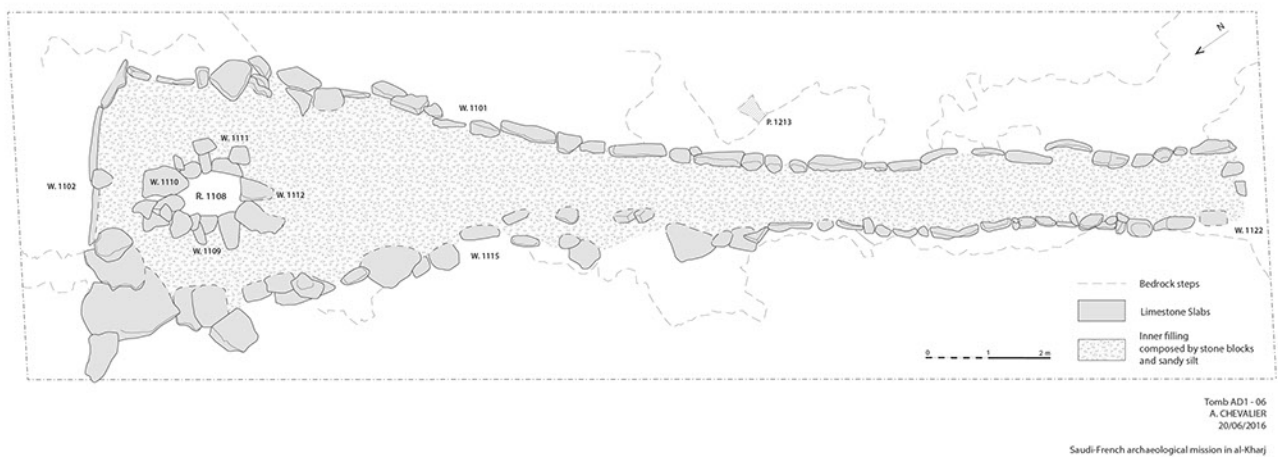 N
W. 1101
P. 1213
W. 1111
W. 1102
W. 1110
R. 1108
W. 1112
W. 1109
W. 1115
W. 1122
Bedrock steps
Limestone Slabs
Inner filling
composed by stone blocks
and sandy silt
0 1 2 m
Tomb AD1 - 06
A. CHEVALIER
20/06/2016
Saudi-French archaeological mission in al-Kharj